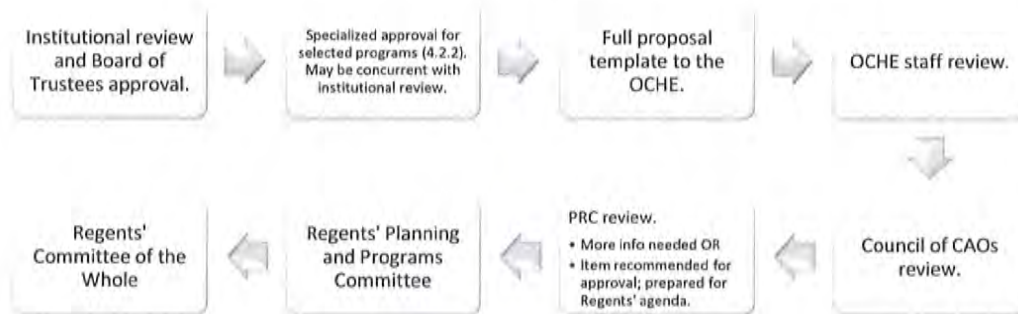 Institutional review
and Board of
Trustees approval.
Specialized approval for
selected programs (4.2.2).
May be concurrent with
institutional review.
Full proposal
template to the
OCHE.
OCHE staff review.
Council of CAOs
review.
PRC review.
• More info needed OR
• Item recommended for
approval; prepared for
Regents' agenda.
Regents' Planning
and Programs
Committee
Regents'
Committee of the
Whole